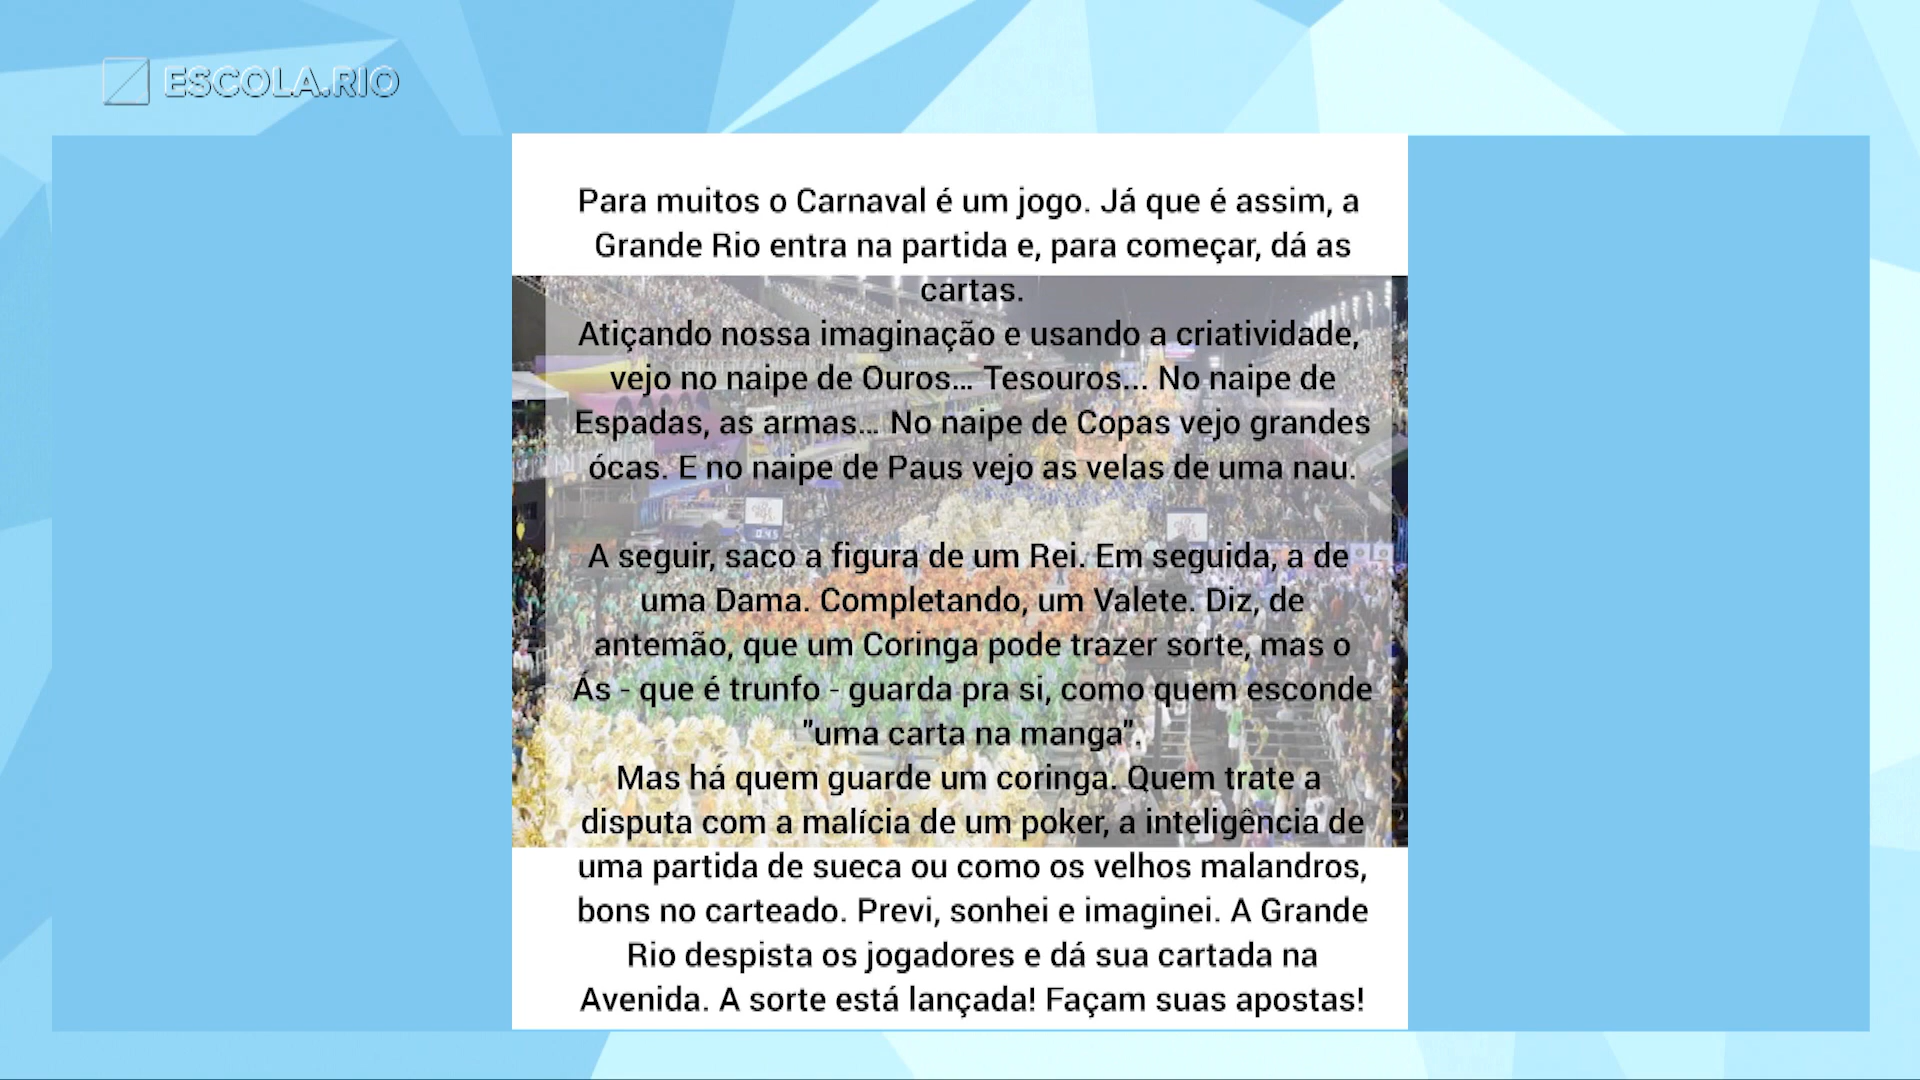 ESCOLA.RIO
Para muitos o Carnaval é um jogo. Já que é assim, a
Grande Rio entra na partida e, para começar, dá as
cartas.
Atiçando nossa imaginação e usando a criatividade,
vejo no naipe de Ouros... Tesouros... No naipe de
Espadas, as armas... No naipe de Copas vejo grandes
ócas. E no naipe de Paus vejo as velas de uma nau.
A seguir, saco a figura de um Rei. Em seguida, a de
uma Dama. Completando, um Valete. Diz, de
antemão, que um Coringa pode trazer sorte, mas o
Ás - que é trunfo - guarda pra si, como quem esconde
"uma carta na manga".
Mas há quem guarde um coringa. Quem trate a
disputa com a malícia de um poker, a inteligência de
uma partida de sueca ou como os velhos malandros,
bons no carteado. Previ, sonhei e imaginei. A Grande
Rio despista os jogadores e dá sua cartada na
Avenida. A sorte está lançada! Façam suas apostas!